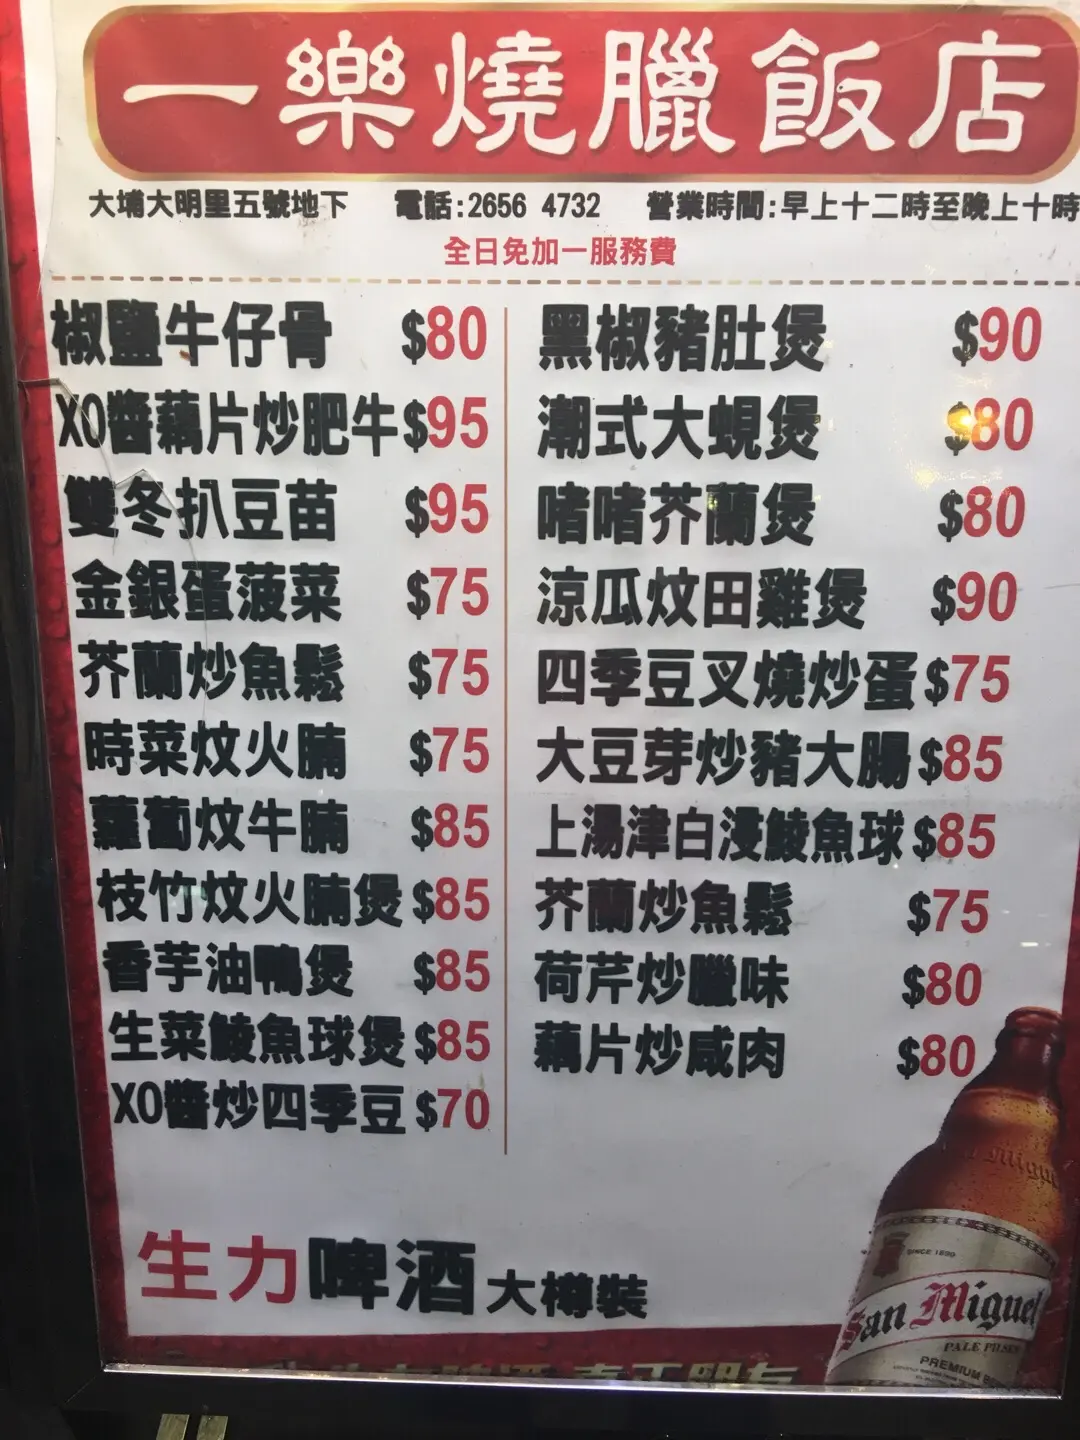 一樂燒臘飯店
大埔大明里五號地下 電話:2656 4732 營業時間:早上十二時至晚上十時
全日免加一服務費
椒鹽牛仔骨 $80
XO醬藕片炒肥牛 $95
雙冬扒豆苗 $95
金銀蛋菠菜 $75
芥蘭炒魚鬆 $75
時菜炆火腩 $75
蘿蔔炆牛腩 $85
枝竹炆火腩煲 $85
香芋油鴨煲 $85
生菜鯪魚球煲 $85
XO醬炒四季豆 $70
黑椒豬肚煲 $90
潮式大蜆煲 $80
啫啫芥蘭煲 $80
涼瓜炆田雞煲 $90
四季豆叉燒炒蛋 $75
大豆芽炒豬大腸 $85
上湯津白浸鯪魚球 $85
芥蘭炒魚鬆 $75
荷芹炒臘味 $80
藕片炒咸肉 $80
生力啤酒 大樽裝
SINCE 1890
San Miguel
PALE PILSEN
PREMIUM